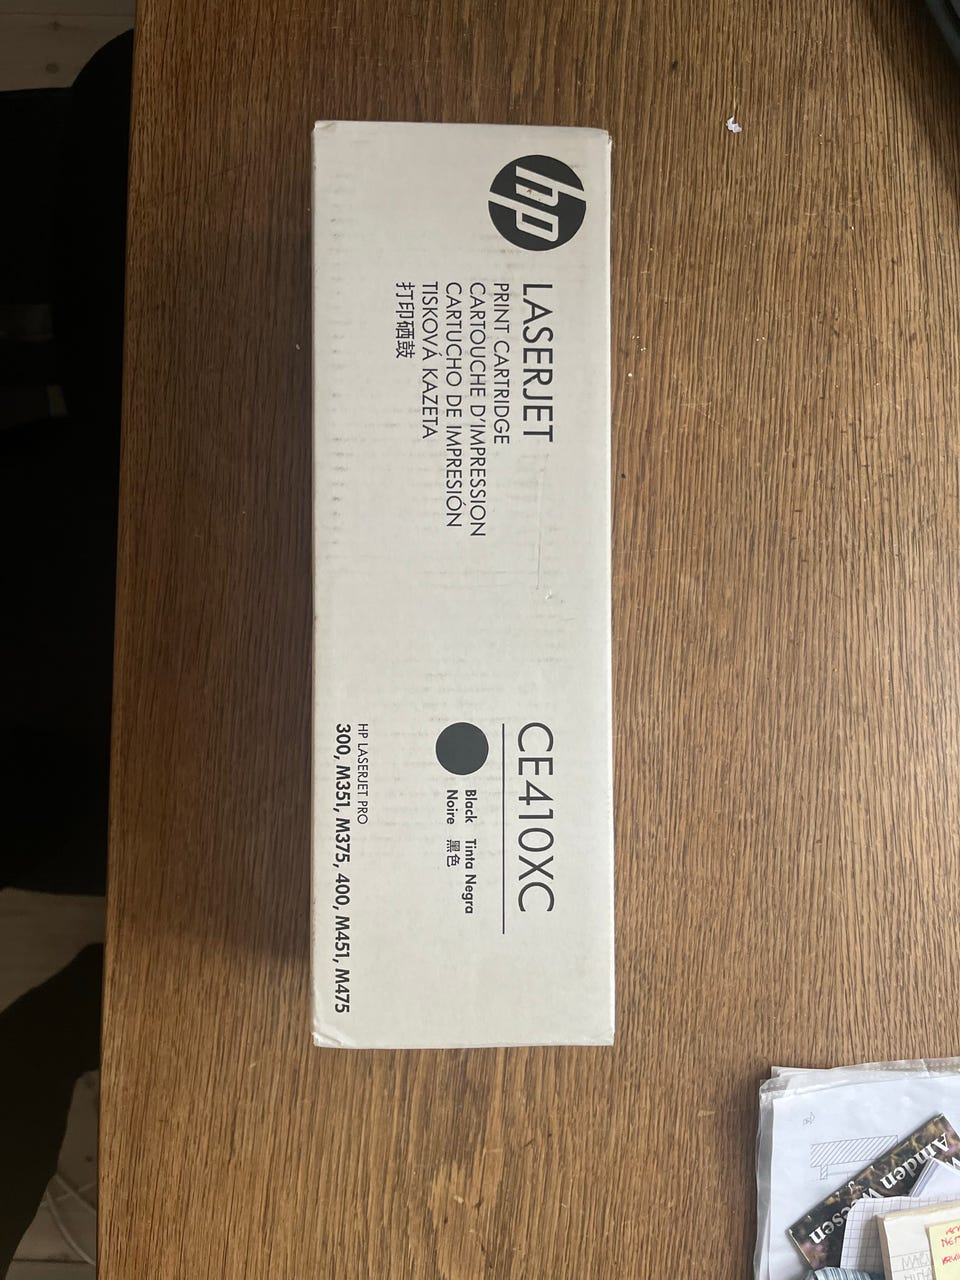 hp
LASERJET
PRINT CARTRIDGE
CARTOUCHE D'IMPRESSION
CARTUCHO DE IMPRESIÓN
TISKOVÁ KAZETA
打印硒鼓
CE410XC
Black Tinta Negra
Noire 黑色
HP LASERJET PRO
300, M351, M375, 400, M451, M475
Amden